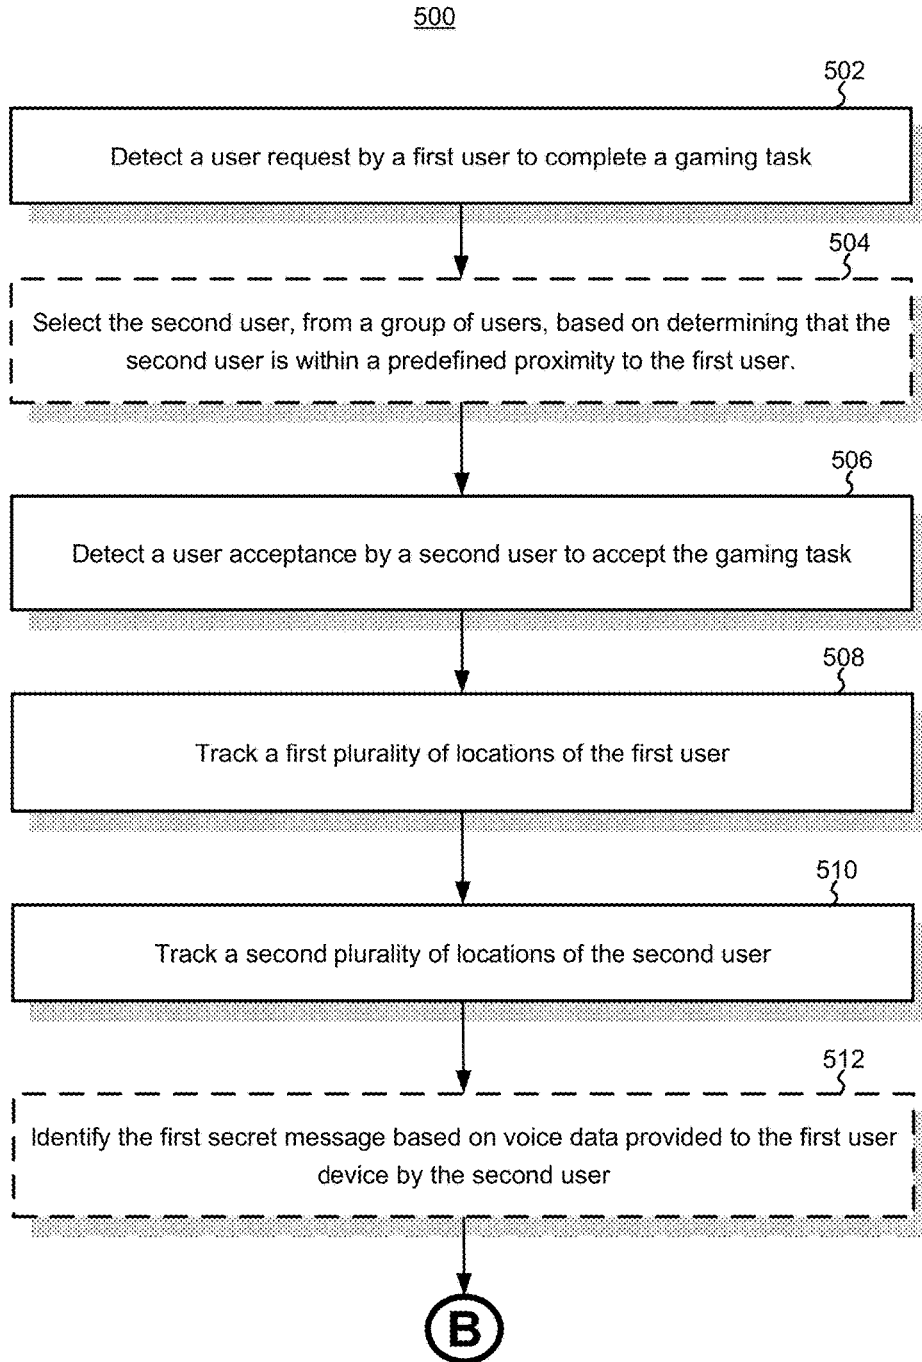 500
502
Detect a user request by a first user to complete a gaming task
504
Select the second user, from a group of users, based on determining that the
second user is within a predefined proximity to the first user.
506
Detect a user acceptance by a second user to accept the gaming task
508
Track a first plurality of locations of the first user
510
Track a second plurality of locations of the second user
512
Identify the first secret message based on voice data provided to the first user
device by the second user
B